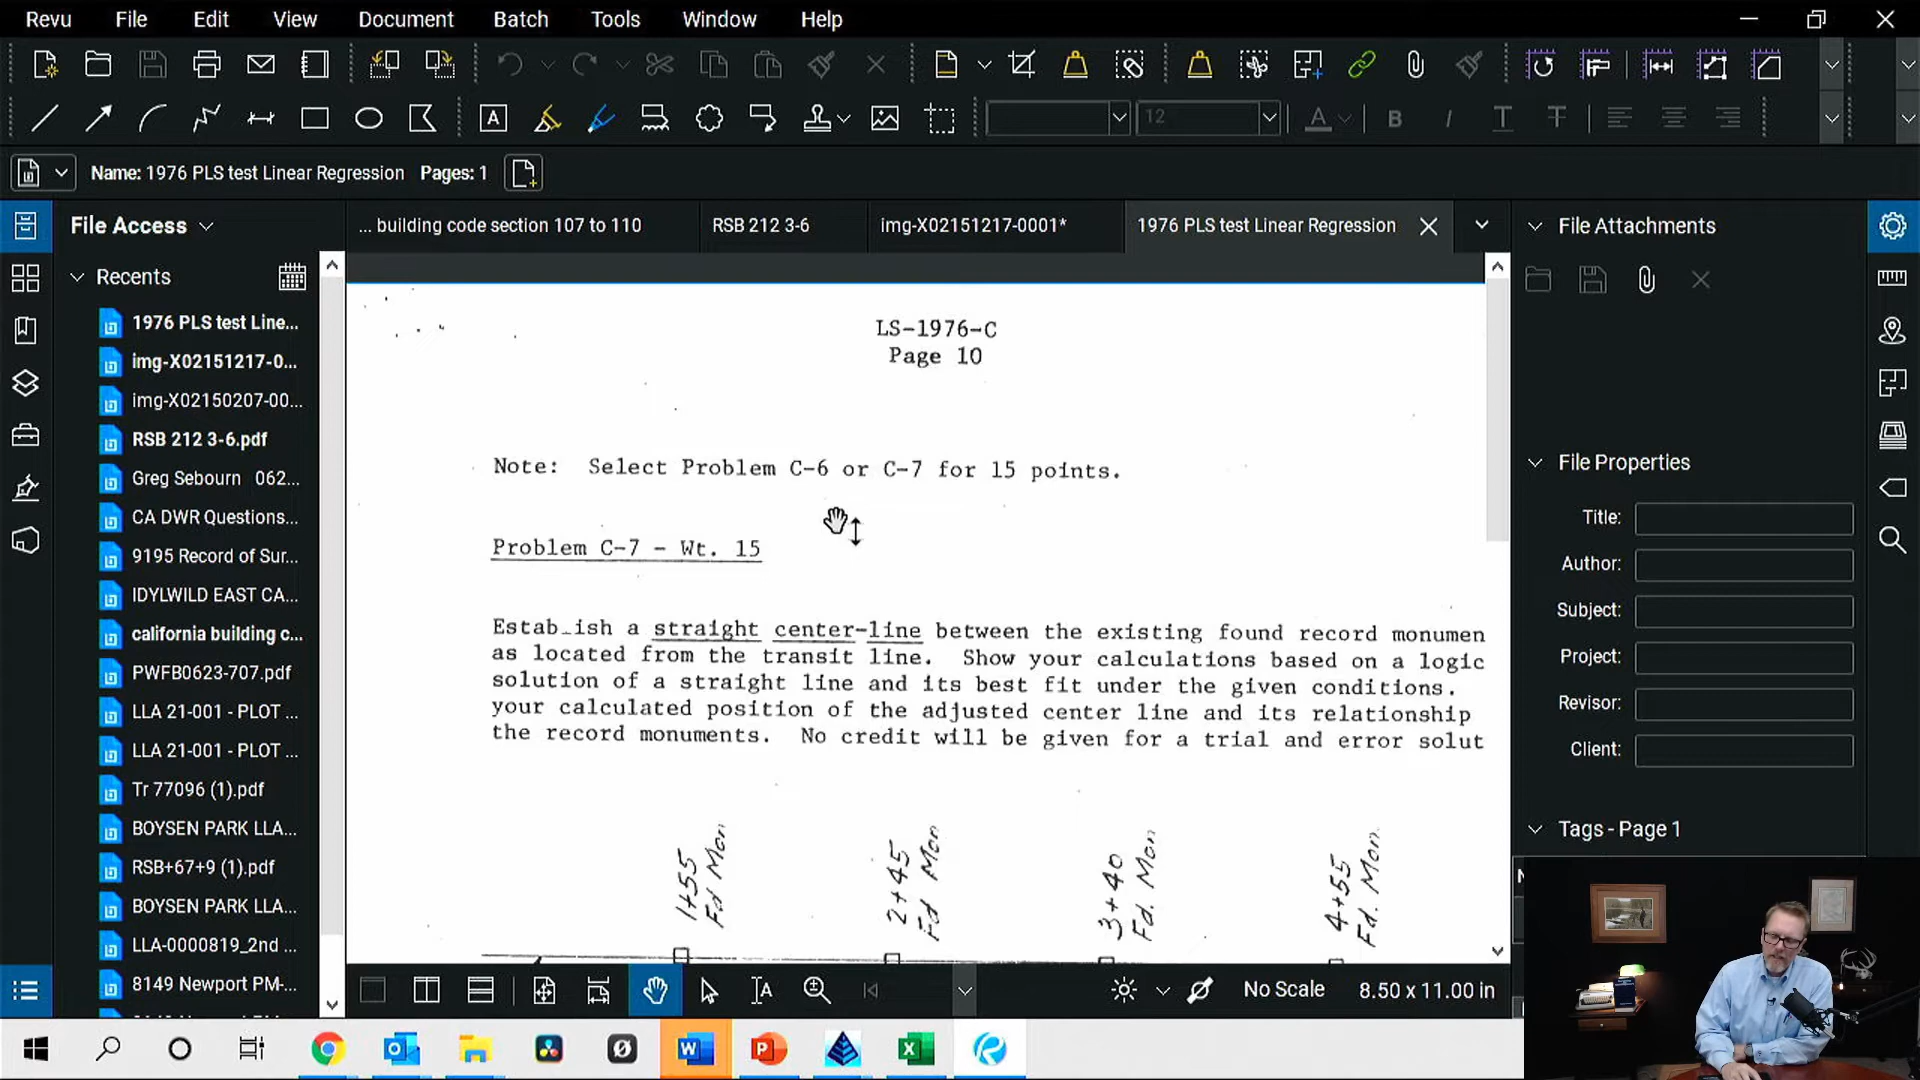 Revu File Edit View Document Batch Tools Window Help
12
Name: 1976 PLS test Linear Regression Pages: 1
File Access
... building code section 107 to 110
RSB 212 3-6
img-X02151217-0001*
1976 PLS test Linear Regression
File Attachments
Recents
1976 PLS test Line...
img-X02151217-0...
img-X02150207-00...
RSB 212 3-6.pdf
Greg Sebourn 062...
CA DWR Questions...
9195 Record of Sur...
IDYLWILD EAST CA...
california building c...
PWFB0623-707.pdf
LLA 21-001 - PLOT ...
LLA 21-001 - PLOT ...
Tr 77096 (1).pdf
BOYSEN PARK LLA...
RSB+67+9 (1).pdf
BOYSEN PARK LLA...
LLA-0000819_2nd ...
8149 Newport PM-...
LS-1976-C
Page 10
Note: Select Problem C-6 or C-7 for 15 points.
Problem C-7 - Wt. 15
Estab_ish a straight center-line between the existing found record monumen
as located from the transit line. Show your calculations based on a logic
solution of a straight line and its best fit under the given conditions.
your calculated position of the adjusted center line and its relationship
the record monuments. No credit will be given for a trial and error solut
1+55
Fd Mon
2+45
Fd Mon
3+40
Fd. Mon
4+55
Fd. Mon.
File Properties
Title:
Author:
Subject:
Project:
Revisor:
Client:
Tags - Page 1
No Scale
8.50 x 11.00 in